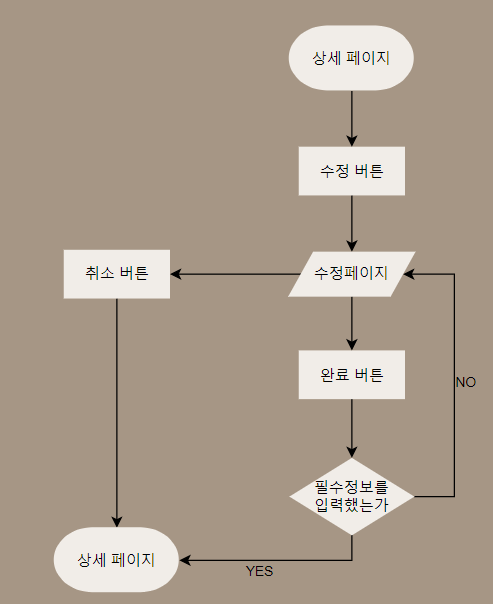 상세 페이지
수정 버튼
취소 버튼
수정페이지
완료 버튼
NO
필수정보를
입력했는가
상세 페이지
YES